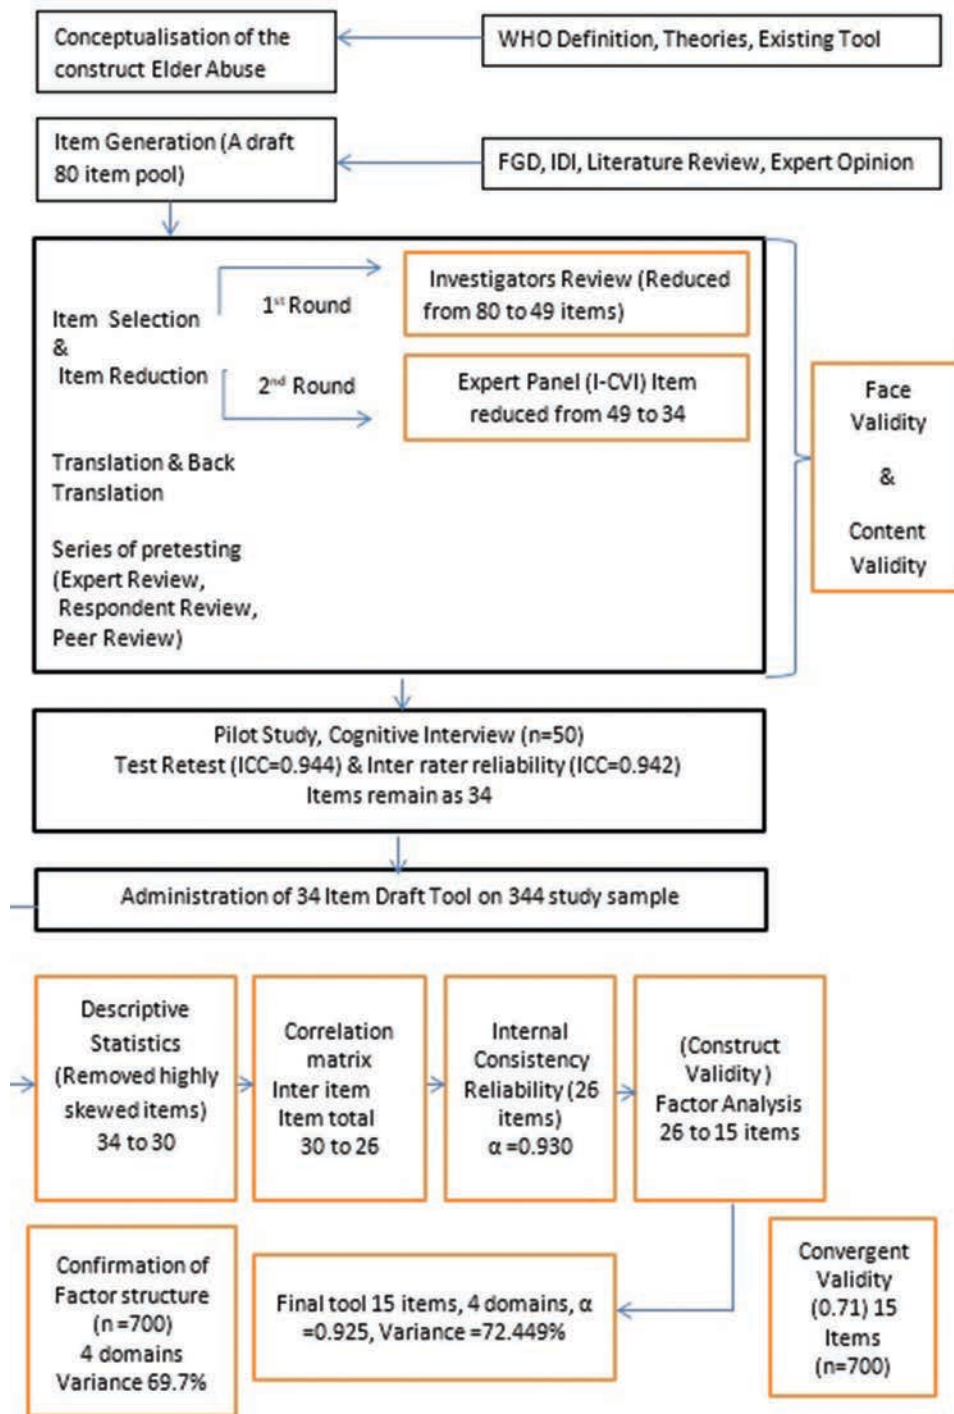 Conceptualisation of the
construct Elder Abuse
WHO Definition, Theories, Existing Tool
Item Generation (A draft
80 item pool)
FGD, IDI, Literature Review, Expert Opinion
Item Selection
&
Item Reduction
1st Round
Investigators Review (Reduced
from 80 to 49 items)
2nd Round
Expert Panel (I-CVI) Item
reduced from 49 to 34
Translation & Back
Translation
Series of pretesting
(Expert Review,
Respondent Review,
Peer Review)
Face
Validity
&
Content
Validity
Pilot Study, Cognitive Interview (n=50)
Test Retest (ICC=0.944) & Inter rater reliability (ICC=0.942)
Items remain as 34
Administration of 34 Item Draft Tool on 344 study sample
Descriptive
Statistics
(Removed highly
skewed items)
34 to 30
Correlation
matrix
Inter item
Item total
30 to 26
Internal
Consistency
Reliability (26
items)
α =0.930
(Construct
Validity )
Factor Analysis
26 to 15 items
Confirmation of
Factor structure
(n =700)
4 domains
Variance 69.7%
Final tool 15 items, 4 domains, α
=0.925, Variance =72.449%
Convergent
Validity
(0.71) 15
Items
(n=700)